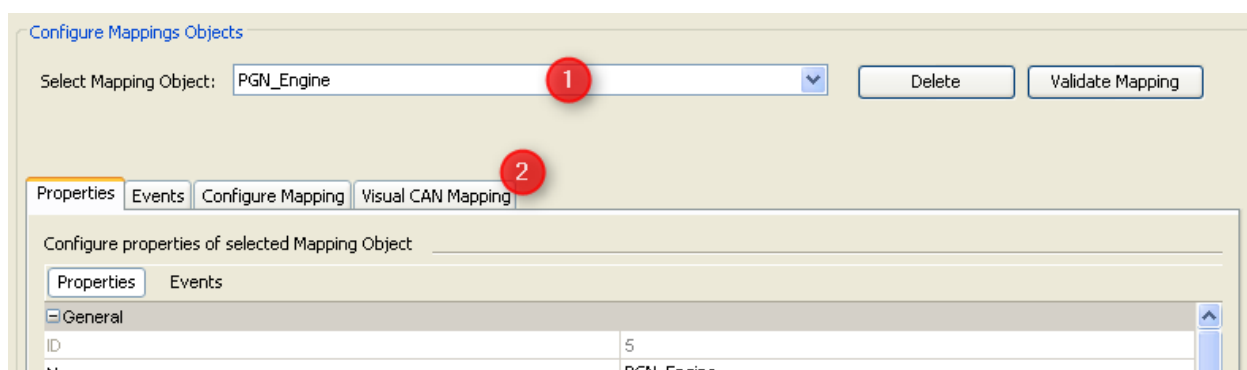 Configure Mappings Objects
Select Mapping Object: PGN_Engine 1 Delete Validate Mapping
2
Properties Events Configure Mapping Visual CAN Mapping
Configure properties of selected Mapping Object
Properties Events
General
ID 5
PGN_Engine